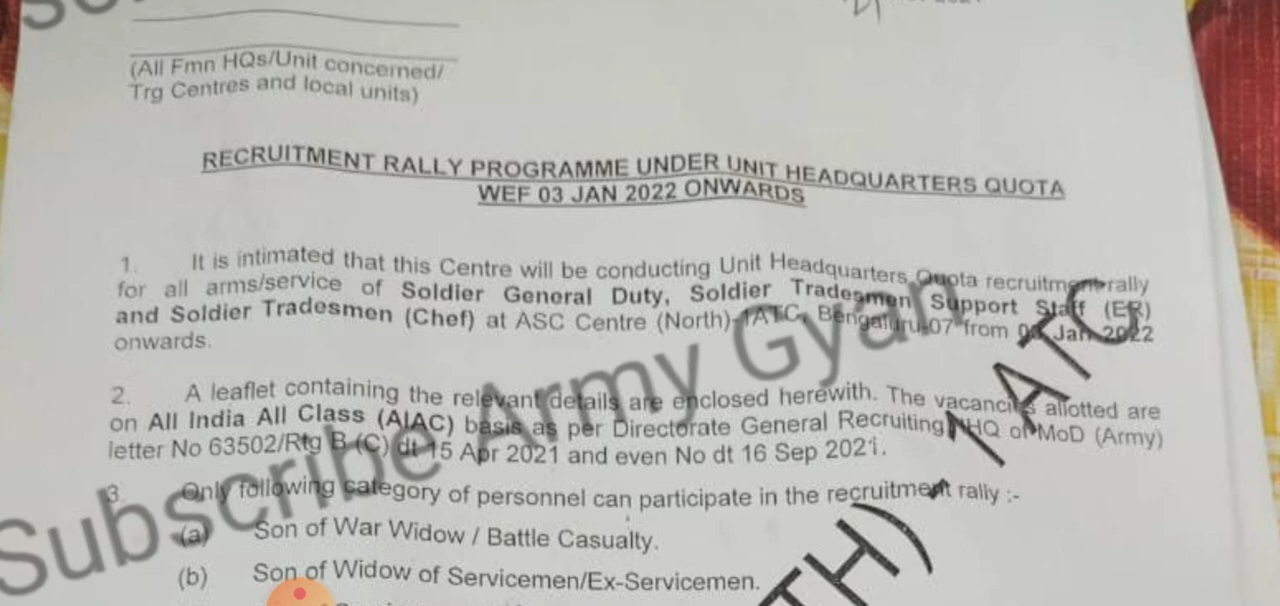 (All Fmn HQs/Unit concerned/
Trg Centres and local units)
RECRUITMENT RALLY PROGRAMME UNDER UNIT HEADQUARTERS QUOTA
WEF 03 JAN 2022 ONWARDS
1. It is intimated that this Centre will be conducting Unit Headquarters Quota recruitment rally
for all arms/service of Soldier General Duty, Soldier Tradesmen Support Staff (ER)
and Soldier Tradesmen (Chef) at ASC Centre (North)-1ATC, Bengaluru-07 from Jan 2022
onwards.
2. A leaflet containing the relevant details are enclosed herewith. The vacancies allotted are
on All India All Class (AIAC) basis as per Directorate General Recruiting HQ of MoD (Army)
letter No 63502/Rtg B (C) dt 15 Apr 2021 and even No dt 16 Sep 2021.
3. Only following category of personnel can participate in the recruitment rally :-
(a) Son of War Widow / Battle Casualty.
(b) Son of Widow of Servicemen/Ex-Servicemen.
Subscribe Army Gyan
TH) - 1 ATC